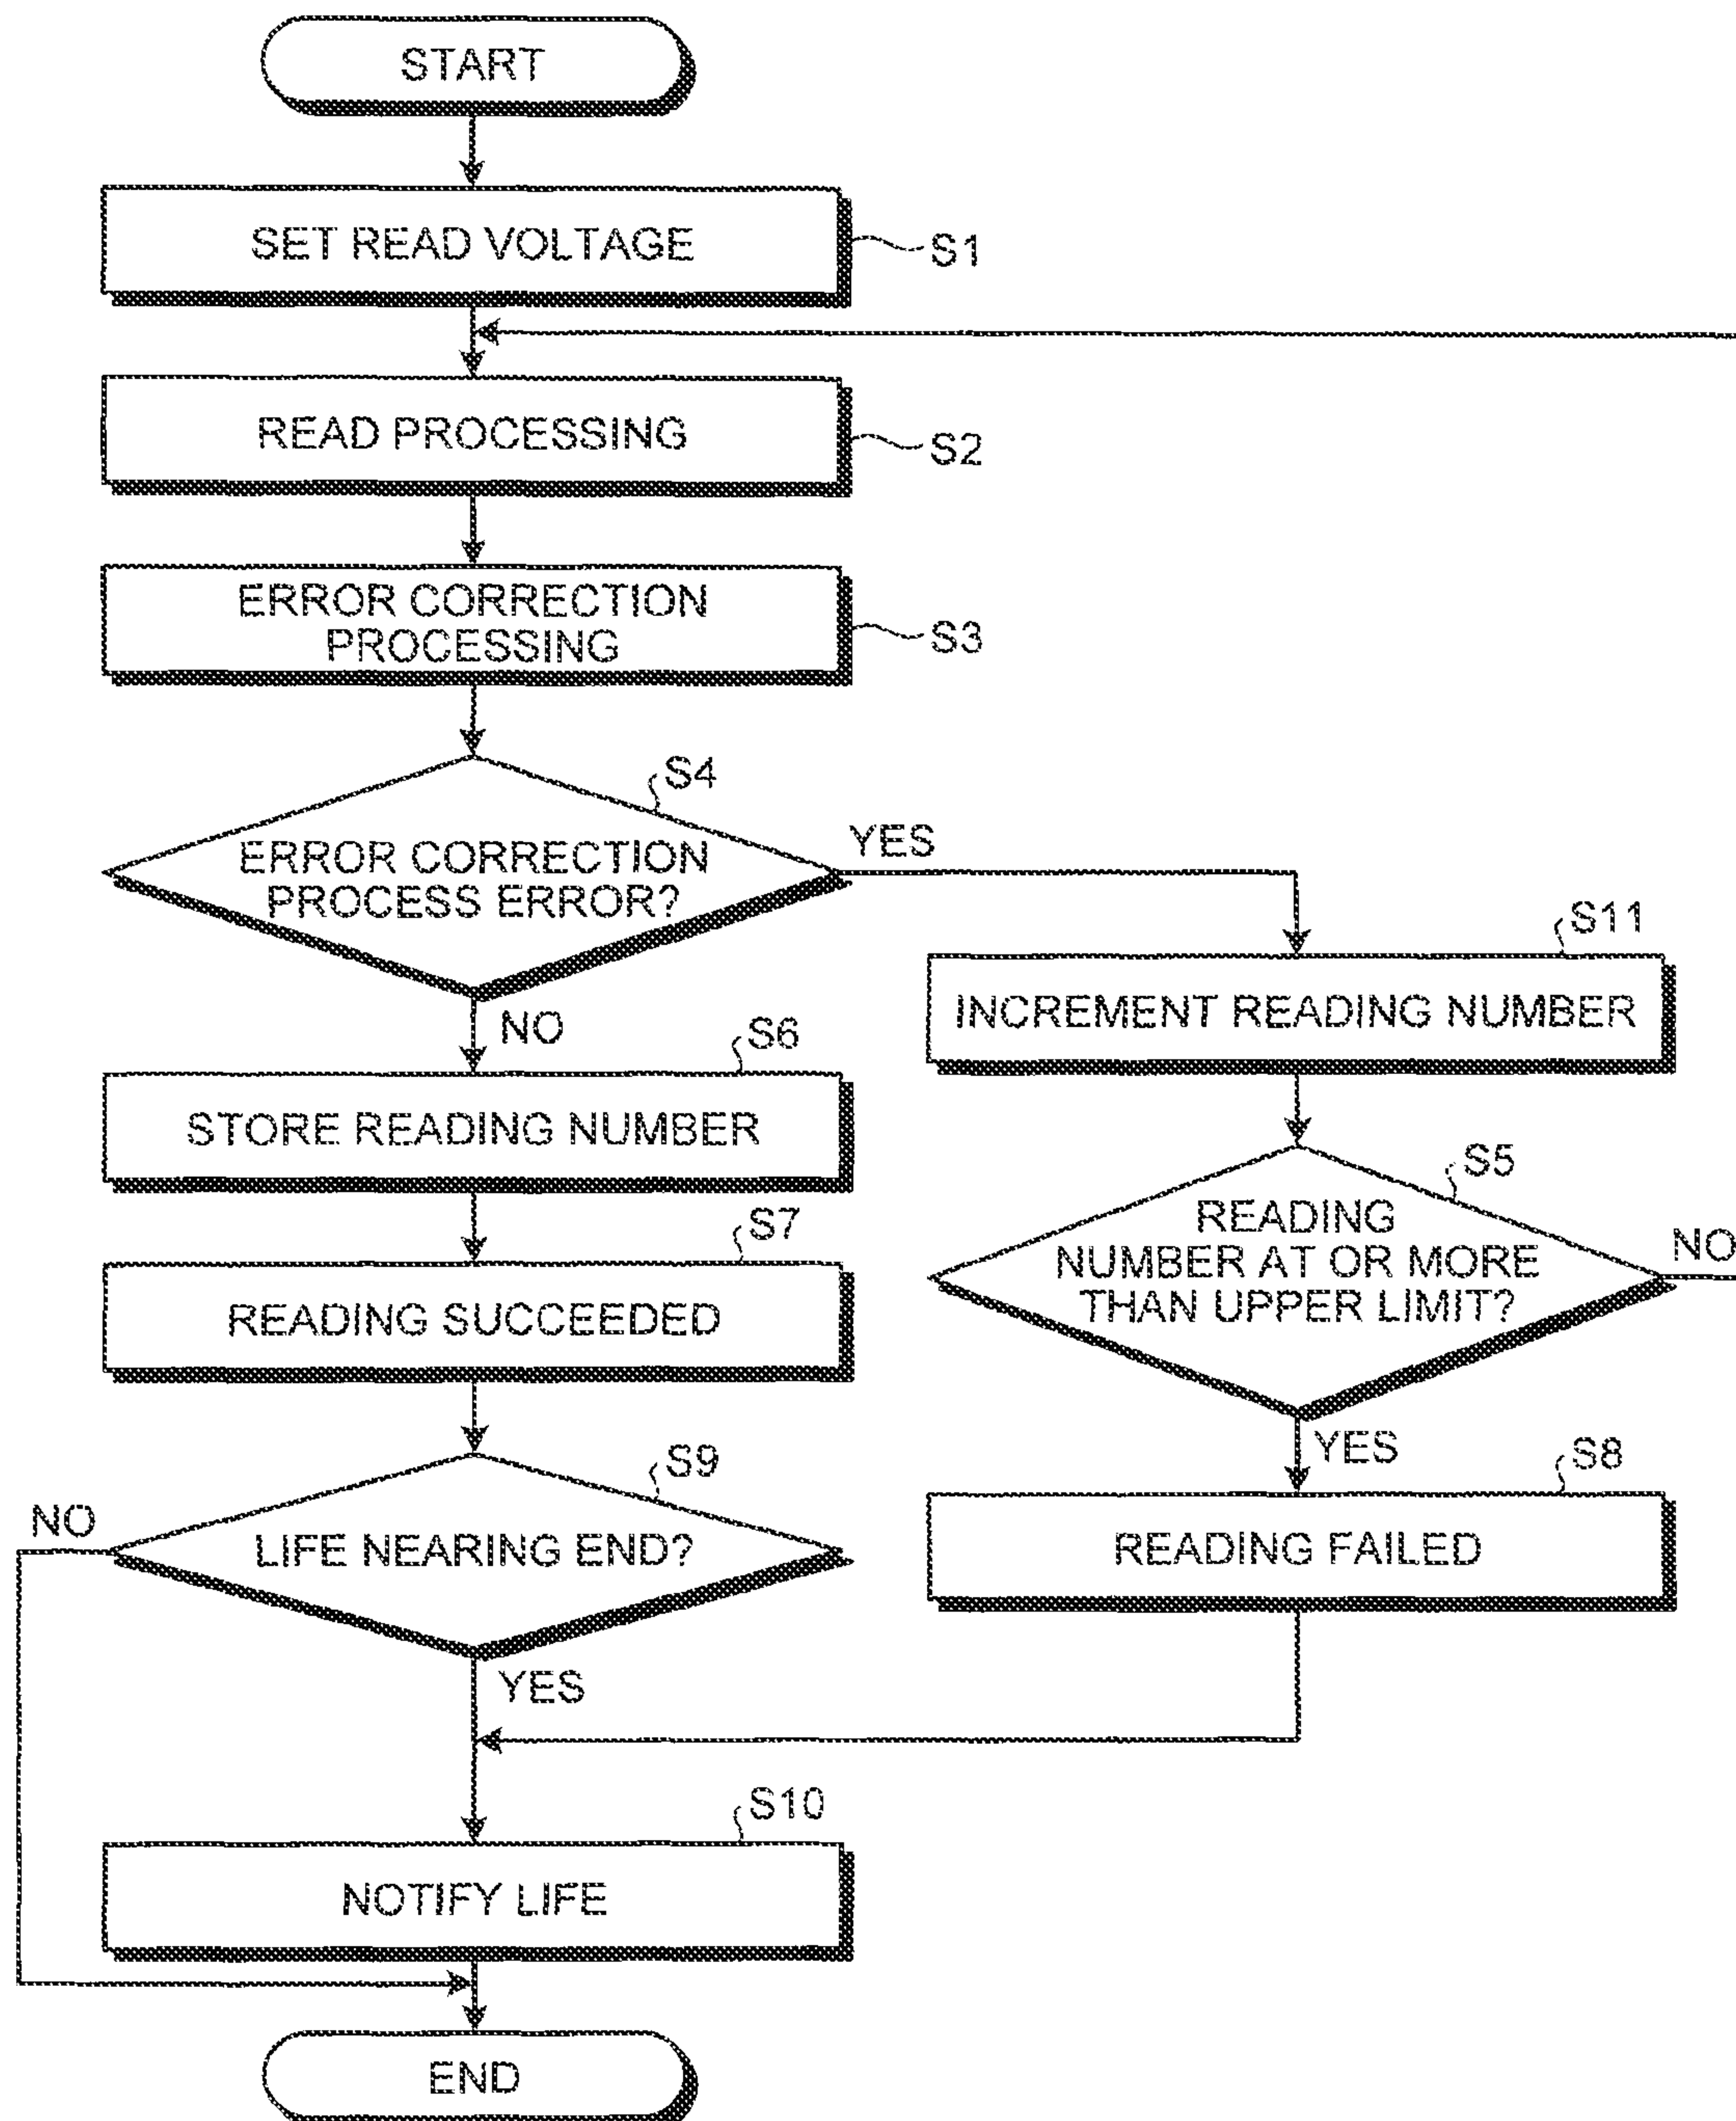 START
SET READ VOLTAGE
S1
READ PROCESSING
S2
ERROR CORRECTION
PROCESSING
S3
S4
ERROR CORRECTION
PROCESS ERROR?
YES
NO
S11
INCREMENT READING NUMBER
S6
STORE READING NUMBER
S5
READING
NUMBER AT OR MORE
THAN UPPER LIMIT?
NO
YES
S7
READING SUCCEEDED
S8
READING FAILED
S9
LIFE NEARING END?
NO
YES
S10
NOTIFY LIFE
END